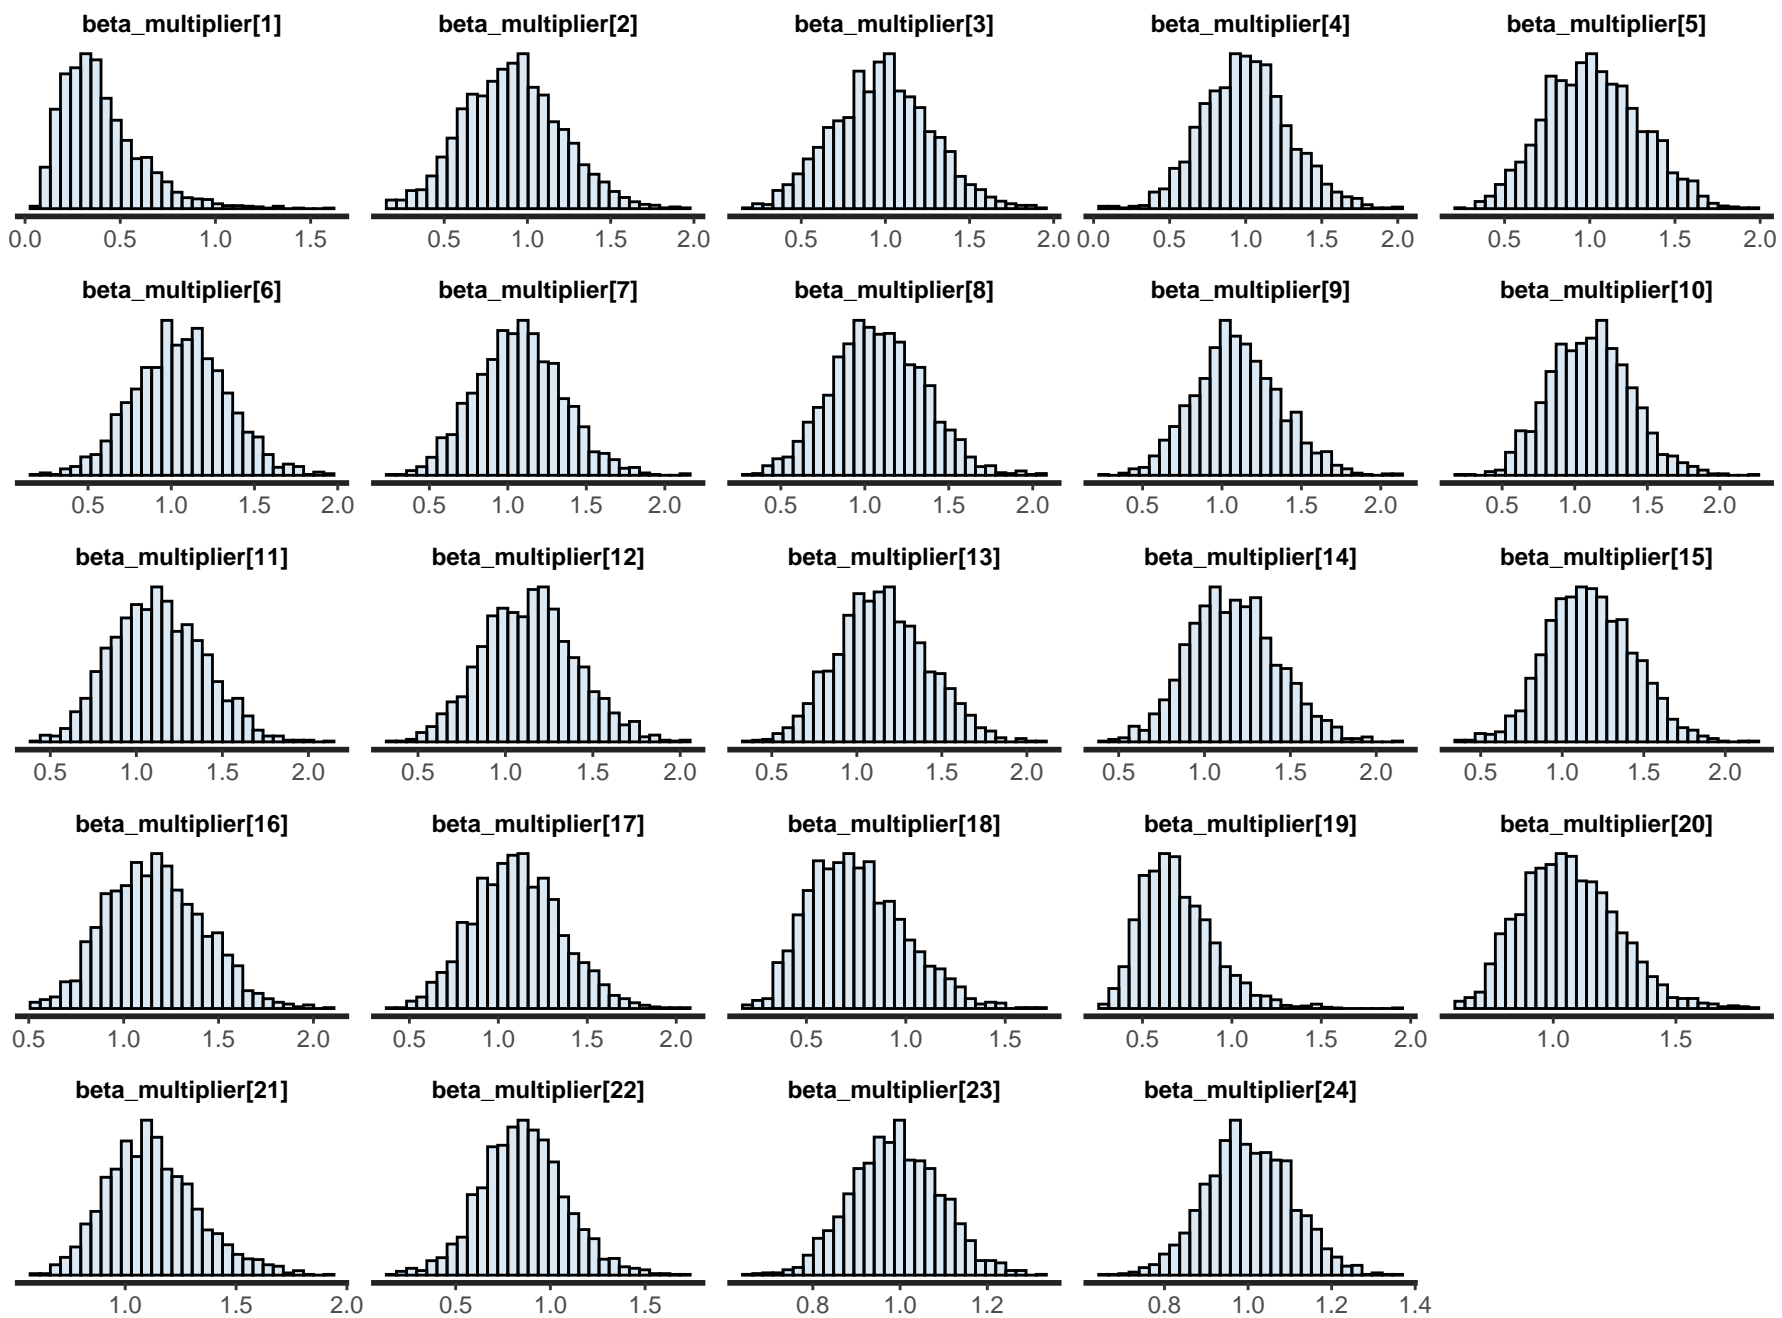 beta_multiplier[1] beta_multiplier[2] beta_multiplier[3] beta_multiplier[4] beta_multiplier[5]
0.0 0.5 1.0 1.5 0.5 1.0 1.5 2.0 0.5 1.0 1.5 2.0 0.0 0.5 1.0 1.5 2.0 0.5 1.0 1.5 2.0
beta_multiplier[6] beta_multiplier[7] beta_multiplier[8] beta_multiplier[9] beta_multiplier[10]
0.5 1.0 1.5 2.0 0.5 1.0 1.5 2.0 0.5 1.0 1.5 2.0 0.5 1.0 1.5 2.0 0.5 1.0 1.5 2.0
beta_multiplier[11] beta_multiplier[12] beta_multiplier[13] beta_multiplier[14] beta_multiplier[15]
0.5 1.0 1.5 2.0 0.5 1.0 1.5 2.0 0.5 1.0 1.5 2.0 0.5 1.0 1.5 2.0 0.5 1.0 1.5 2.0
beta_multiplier[16] beta_multiplier[17] beta_multiplier[18] beta_multiplier[19] beta_multiplier[20]
0.5 1.0 1.5 2.0 0.5 1.0 1.5 2.0 0.5 1.0 1.5 0.5 1.0 1.5 2.0 1.0 1.5
beta_multiplier[21] beta_multiplier[22] beta_multiplier[23] beta_multiplier[24]
1.0 1.5 2.0 0.5 1.0 1.5 0.8 1.0 1.2 0.8 1.0 1.2 1.4